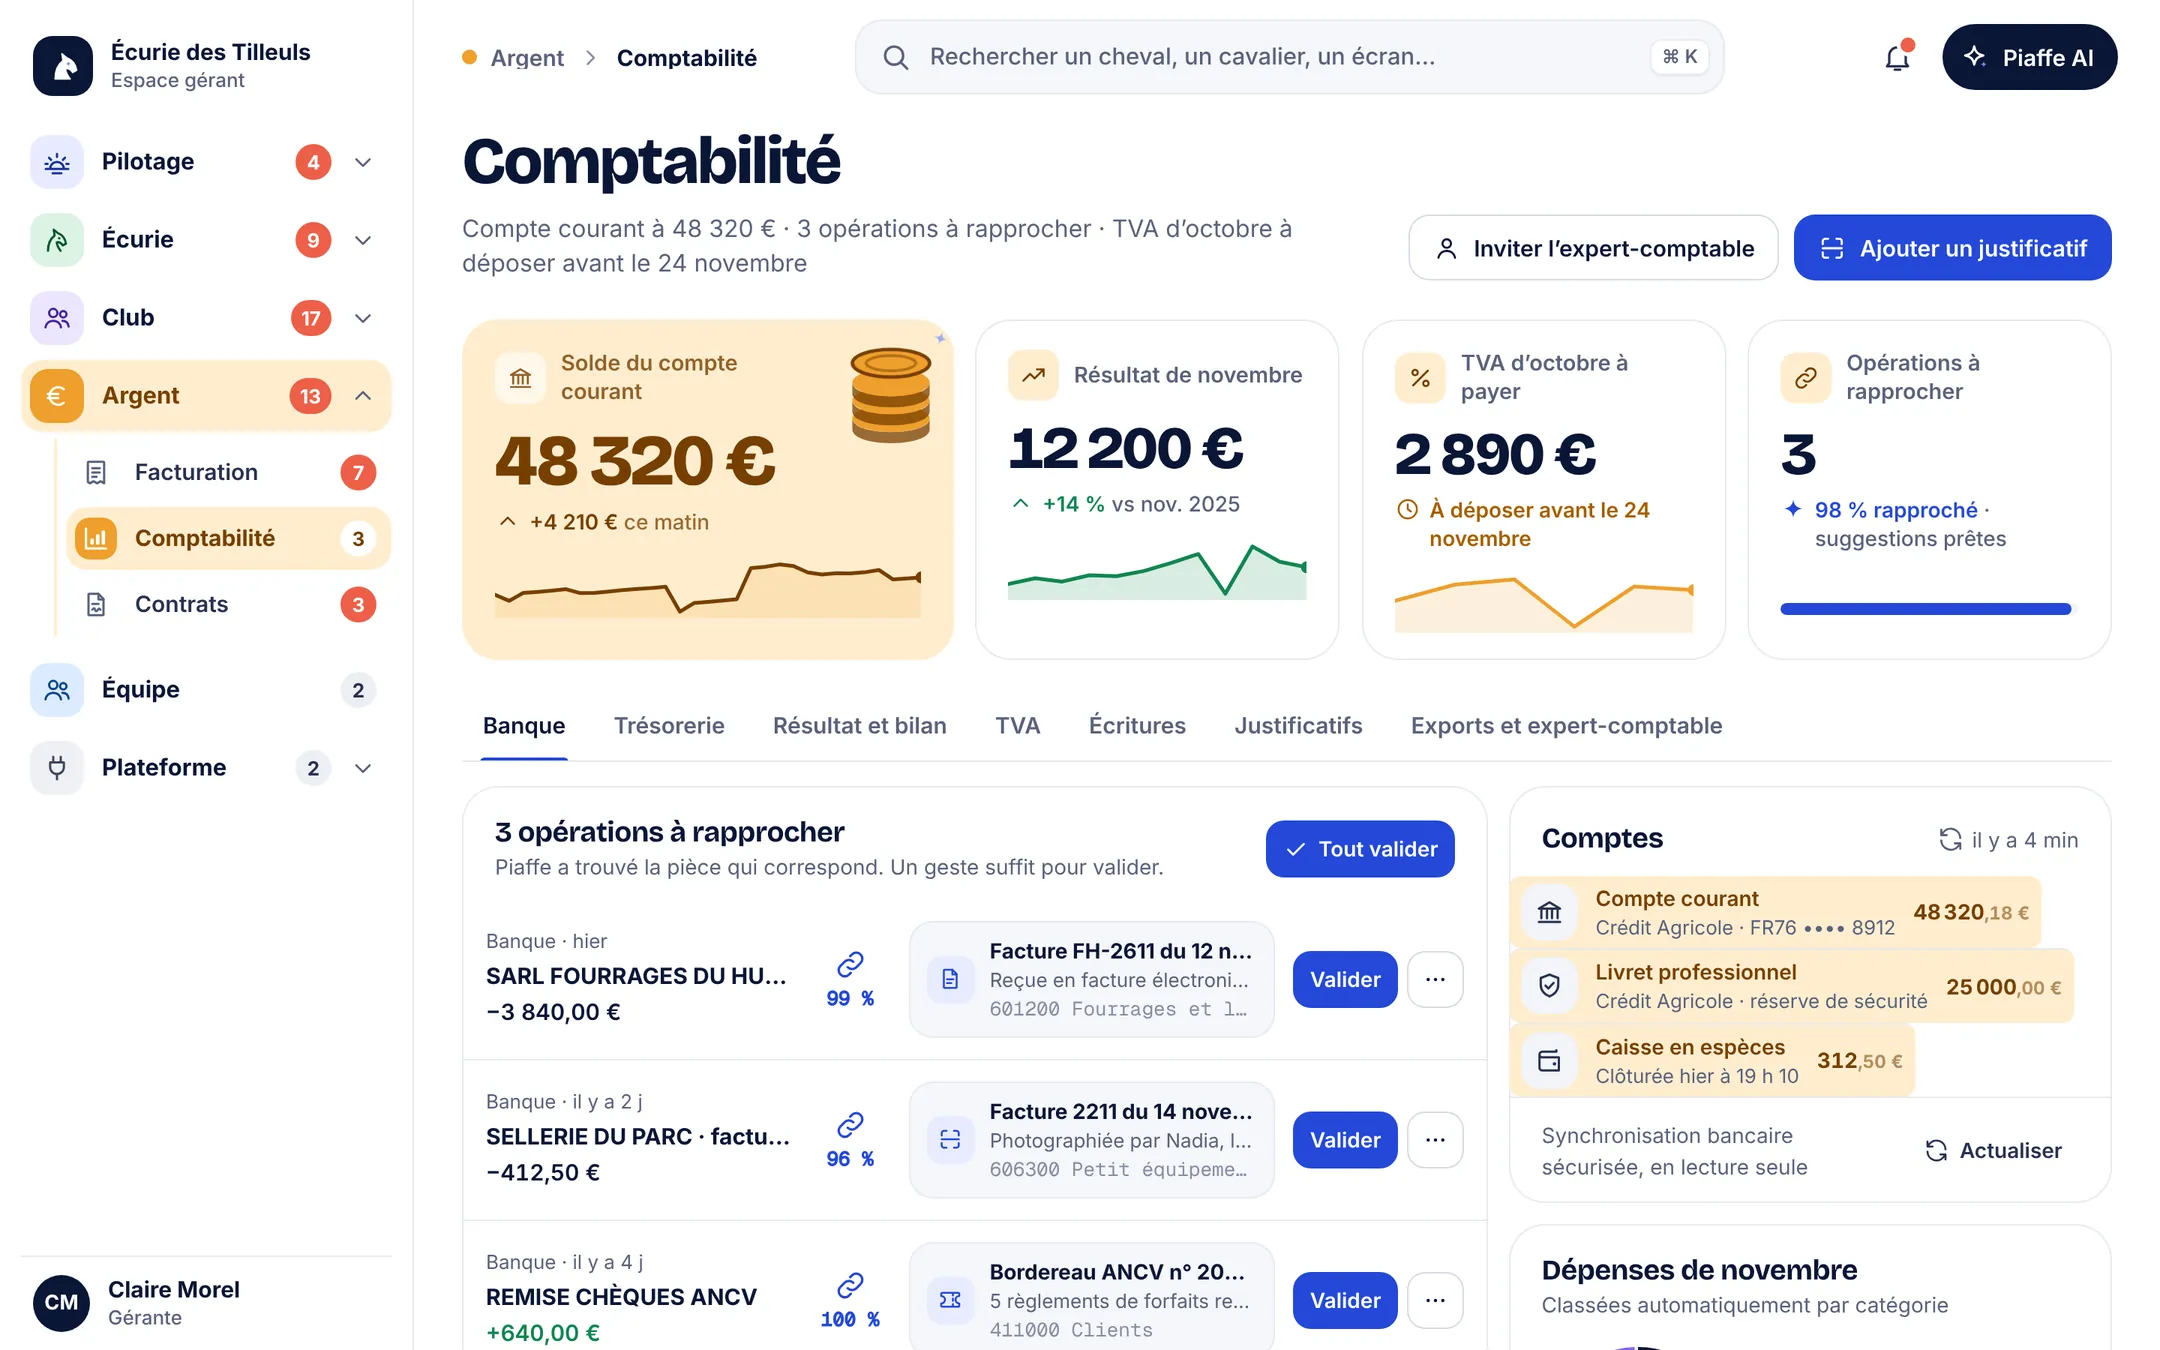 Écurie des Tilleuls
Espace gérant
Pilotage 4
Écurie 9
Club 17
€ Argent 13
Facturation 7
Comptabilité 3
Contrats 3
Équipe 2
Plateforme 2
CM Claire Morel
Gérante
Argent > Comptabilité
Rechercher un cheval, un cavalier, un écran…
⌘ K
Piaffe AI
Comptabilité
Compte courant à 48 320 € · 3 opérations à rapprocher · TVA d’octobre à
déposer avant le 24 novembre
Inviter l’expert-comptable
Ajouter un justificatif
Solde du compte
courant
48 320 €
+4 210 € ce matin
Résultat de novembre
12 200 €
+14 % vs nov. 2025
% TVA d’octobre à
payer
2 890 €
À déposer avant le 24
novembre
Opérations à
rapprocher
3
98 % rapproché ·
suggestions prêtes
Banque Trésorerie Résultat et bilan TVA Écritures Justificatifs Exports et expert-comptable
3 opérations à rapprocher
Piaffe a trouvé la pièce qui correspond. Un geste suffit pour valider.
Tout valider
Banque · hier
SARL FOURRAGES DU HU…
−3 840,00 €
99 %
Facture FH-2611 du 12 n…
Reçue en facture électroni…
601200 Fourrages et l…
Valider
…
Banque · il y a 2 j
SELLERIE DU PARC · factu…
−412,50 €
96 %
Facture 2211 du 14 nove…
Photographiée par Nadia, l…
606300 Petit équipeme…
Valider
…
Banque · il y a 4 j
REMISE CHÈQUES ANCV
+640,00 €
100 %
Bordereau ANCV n° 20…
5 règlements de forfaits re…
411000 Clients
Valider
…
Comptes
il y a 4 min
Compte courant
Crédit Agricole · FR76 •••• 8912
48 320,18 €
Livret professionnel
Crédit Agricole · réserve de sécurité
25 000,00 €
Caisse en espèces
Clôturée hier à 19 h 10
312,50 €
Synchronisation bancaire
sécurisée, en lecture seule
Actualiser
Dépenses de novembre
Classées automatiquement par catégorie